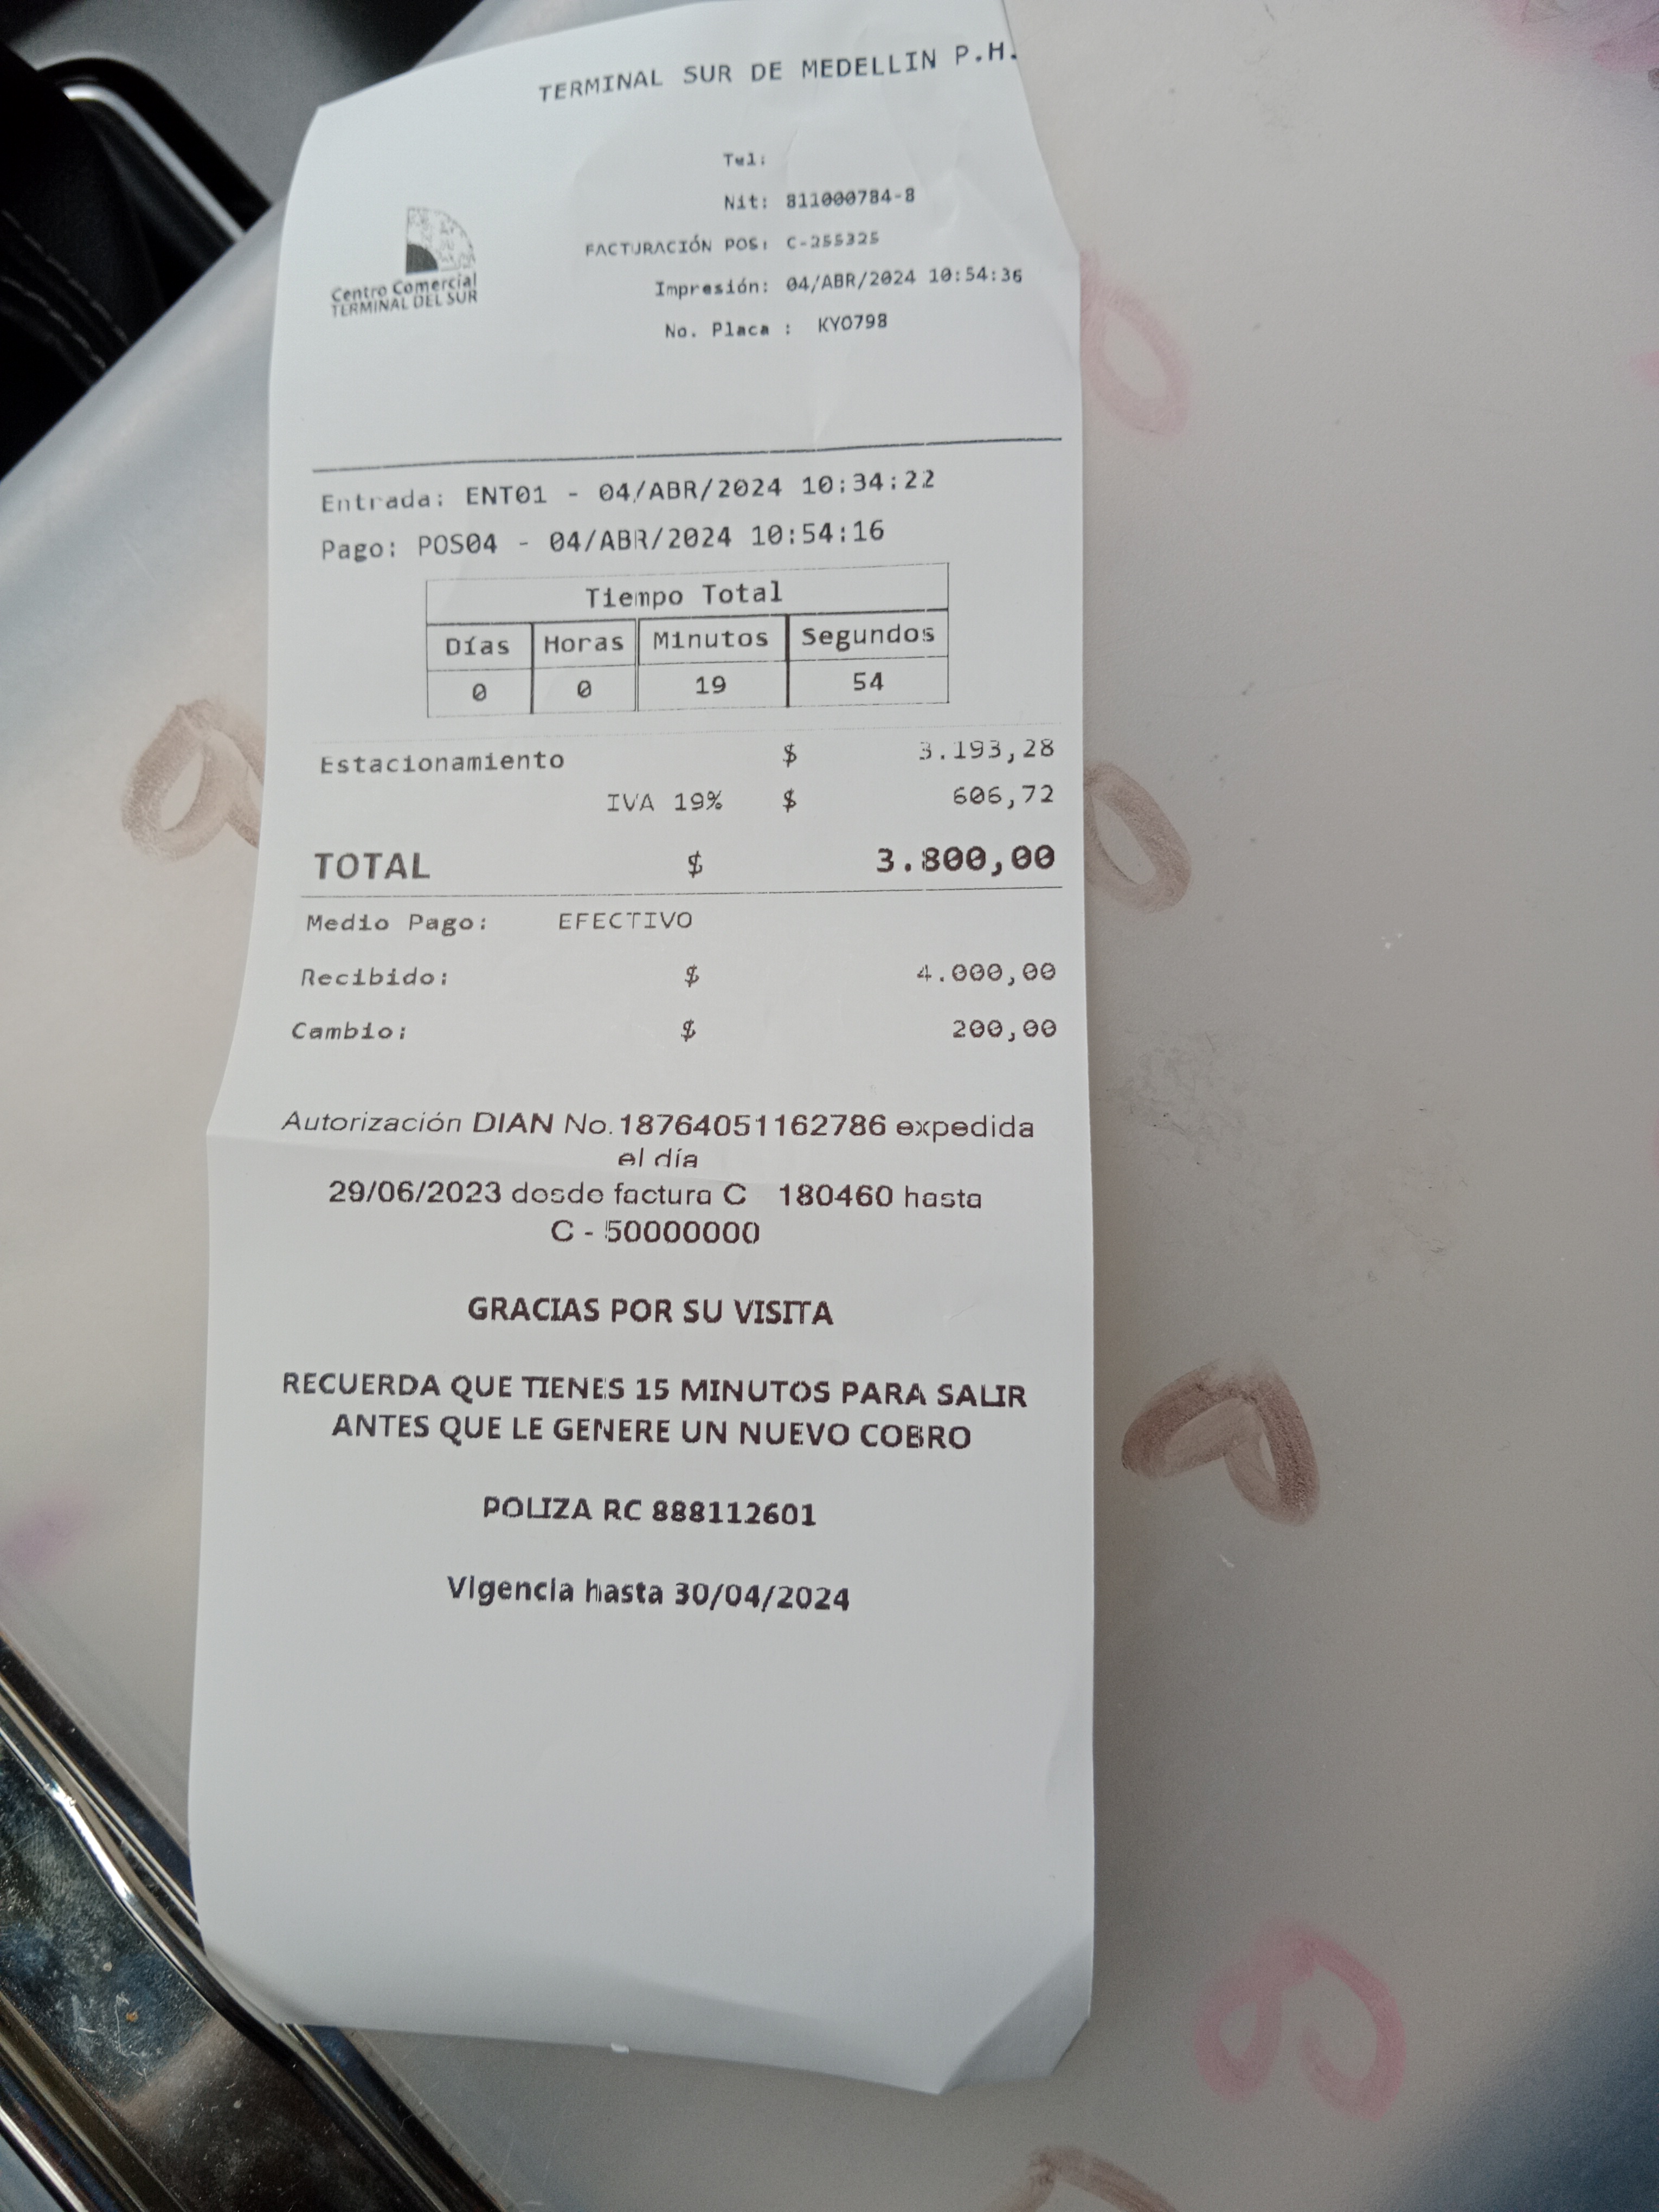 TERMINAL SUR DE MEDELLIN P.H.
Tel:
Nit: 811000784-8
FACTURACIÓN POS: C-255325
Impresión: 04/ABR/2024 10:54:36
No. Placa : KYO798
Centro Comercial
TERMINAL DEL SUR
Entrada: ENT01 - 04/ABR/2024 10:34:22
Pago: POS04 - 04/ABR/2024 10:54:16
Tiempo Total
Días Horas Minutos Segundos
0 0 19 54
Estacionamiento $ 3.193,28
IVA 19% $ 606,72
TOTAL $ 3.800,00
Medio Pago: EFECTIVO
Recibido: $ 4.000,00
Cambio: $ 200,00
Autorización DIAN No.18764051162786 expedida
el día
29/06/2023 desde factura C 180460 hasta
C - 50000000
GRACIAS POR SU VISITA
RECUERDA QUE TIENES 15 MINUTOS PARA SALIR
ANTES QUE LE GENERE UN NUEVO COBRO
POLIZA RC 888112601
Vigencia hasta 30/04/2024